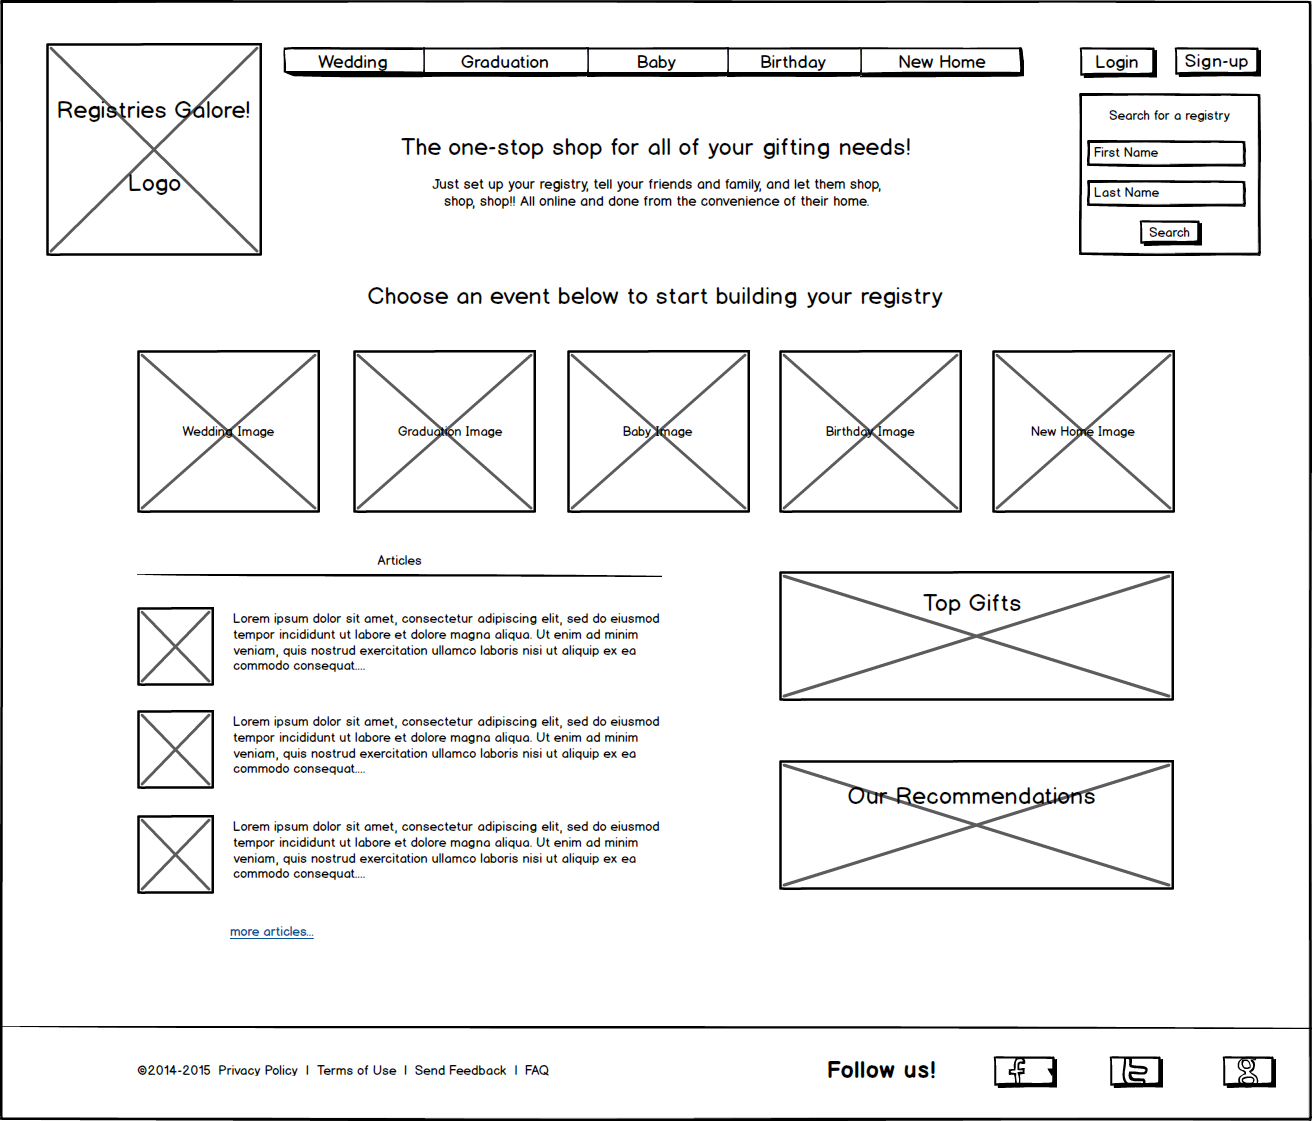 Registries Galore!
Logo
Wedding
Graduation
Baby
Birthday
New Home
Login
Sign-up
The one-stop shop for all of your gifting needs!
Just set up your registry, tell your friends and family, and let them shop,
shop, shop!! All online and done from the convenience of their home.
Search for a registry
First Name
Last Name
Search
Choose an event below to start building your registry
Wedding Image
Graduation Image
Baby Image
Birthday Image
New Home Image
Articles
Lorem ipsum dolor sit amet, consectetur adipiscing elit, sed do eiusmod
tempor incididunt ut labore et dolore magna aliqua. Ut enim ad minim
veniam, quis nostrud exercitation ullamco laboris nisi ut aliquip ex ea
commodo consequat....
Lorem ipsum dolor sit amet, consectetur adipiscing elit, sed do eiusmod
tempor incididunt ut labore et dolore magna aliqua. Ut enim ad minim
veniam, quis nostrud exercitation ullamco laboris nisi ut aliquip ex ea
commodo consequat....
Lorem ipsum dolor sit amet, consectetur adipiscing elit, sed do eiusmod
tempor incididunt ut labore et dolore magna aliqua. Ut enim ad minim
veniam, quis nostrud exercitation ullamco laboris nisi ut aliquip ex ea
commodo consequat....
more articles...
Top Gifts
Our Recommendations
©2014-2015 Privacy Policy | Terms of Use | Send Feedback | FAQ
Follow us!
f
t
g